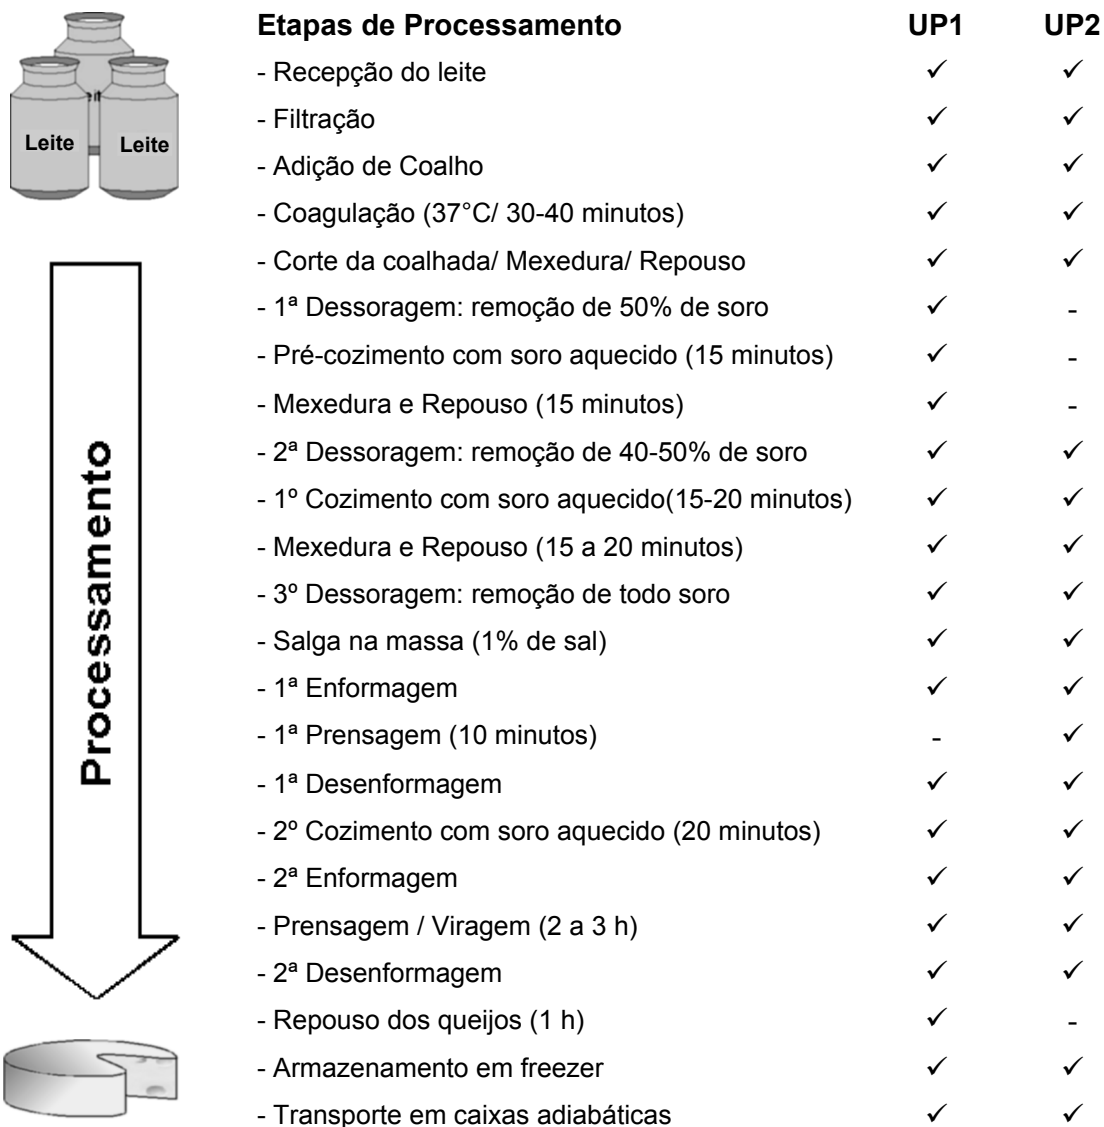 Etapas de Processamento UP1 UP2
- Recepção do leite ✓ ✓
- Filtração ✓ ✓
- Adição de Coalho ✓ ✓
- Coagulação (37°C/ 30-40 minutos) ✓ ✓
- Corte da coalhada/ Mexedura/ Repouso ✓ ✓
- 1ª Dessoragem: remoção de 50% de soro ✓ -
- Pré-cozimento com soro aquecido (15 minutos) ✓ -
- Mexedura e Repouso (15 minutos) ✓ -
- 2ª Dessoragem: remoção de 40-50% de soro ✓ ✓
- 1º Cozimento com soro aquecido(15-20 minutos) ✓ ✓
- Mexedura e Repouso (15 a 20 minutos) ✓ ✓
- 3º Dessoragem: remoção de todo soro ✓ ✓
- Salga na massa (1% de sal) ✓ ✓
- 1ª Enformagem ✓ ✓
- 1ª Prensagem (10 minutos) - ✓
- 1ª Desenformagem ✓ ✓
- 2º Cozimento com soro aquecido (20 minutos) ✓ ✓
- 2ª Enformagem ✓ ✓
- Prensagem / Viragem (2 a 3 h) ✓ ✓
- 2ª Desenformagem ✓ ✓
- Repouso dos queijos (1 h) ✓ -
- Armazenamento em freezer ✓ ✓
- Transporte em caixas adiabáticas ✓ ✓
Leite
Leite
Processamento